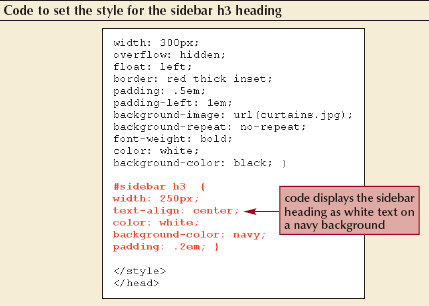 Code to set the style for the sidebar h3 heading
width: 300px;
overflow: hidden;
float: left;
border: red thick inset;
padding: .5em;
padding-left: 1em;
background-image: url(curtains.jpg);
background-repeat: no-repeat;
font-weight: bold;
color: white;
background-color: black; }
#sidebar h3 {
width: 250px;
text-align: center;
color: white;
background-color: navy;
padding: .2em; }
</style>
</head>
code displays the sidebar
heading as white text on
a navy background